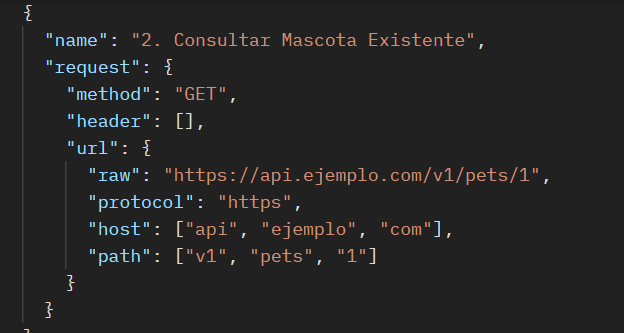 {
"name": "2. Consultar Mascota Existente",
"request": {
"method": "GET",
"header": [],
"url": {
"raw": "https://api.ejemplo.com/v1/pets/1",
"protocol": "https",
"host": ["api", "ejemplo", "com"],
"path": ["v1", "pets", "1"]
}
}